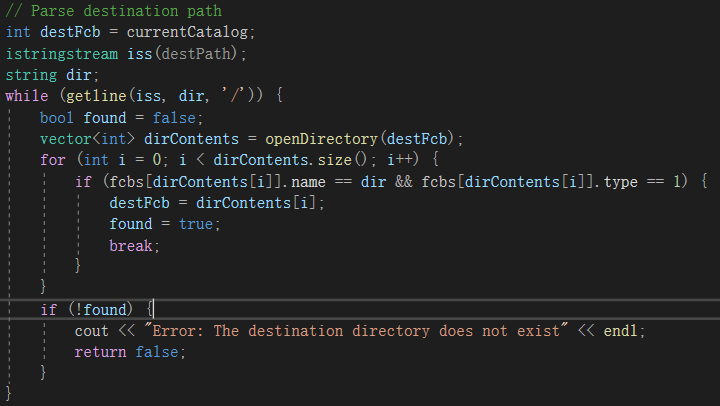 // Parse destination path
int destFcb = currentCatalog;
istringstream iss(destPath);
string dir;
while (getline(iss, dir, '/')) {
    bool found = false;
    vector<int> dirContents = openDirectory(destFcb);
    for (int i = 0; i < dirContents.size(); i++) {
        if (fcbs[dirContents[i]].name == dir && fcbs[dirContents[i]].type == 1) {
            destFcb = dirContents[i];
            found = true;
            break;
        }
    }
    if (!found) {
        cout << "Error: The destination directory does not exist" << endl;
        return false;
    }
}